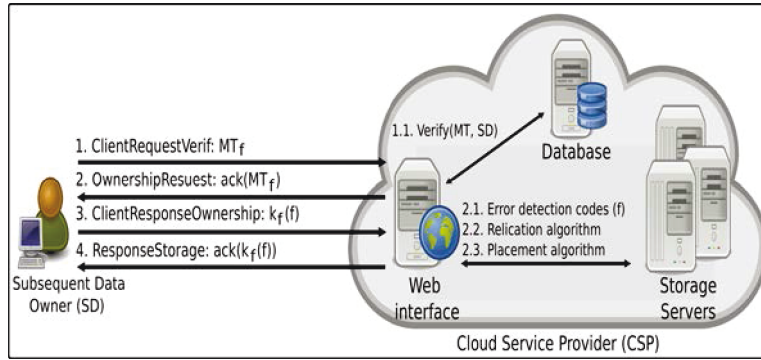 1. ClientRequestVerif: MTf
2. OwnershipResuest: ack(MTf)
3. ClientResponseOwnership: kf(f)
4. ResponseStorage: ack(kf(f))
Subsequent Data
Owner (SD)
1.1. Verify(MT, SD)
Database
2.1. Error detection codes (f)
2.2. Relication algorithm
2.3. Placement algorithm
Web
interface
Storage
Servers
Cloud Service Provider (CSP)